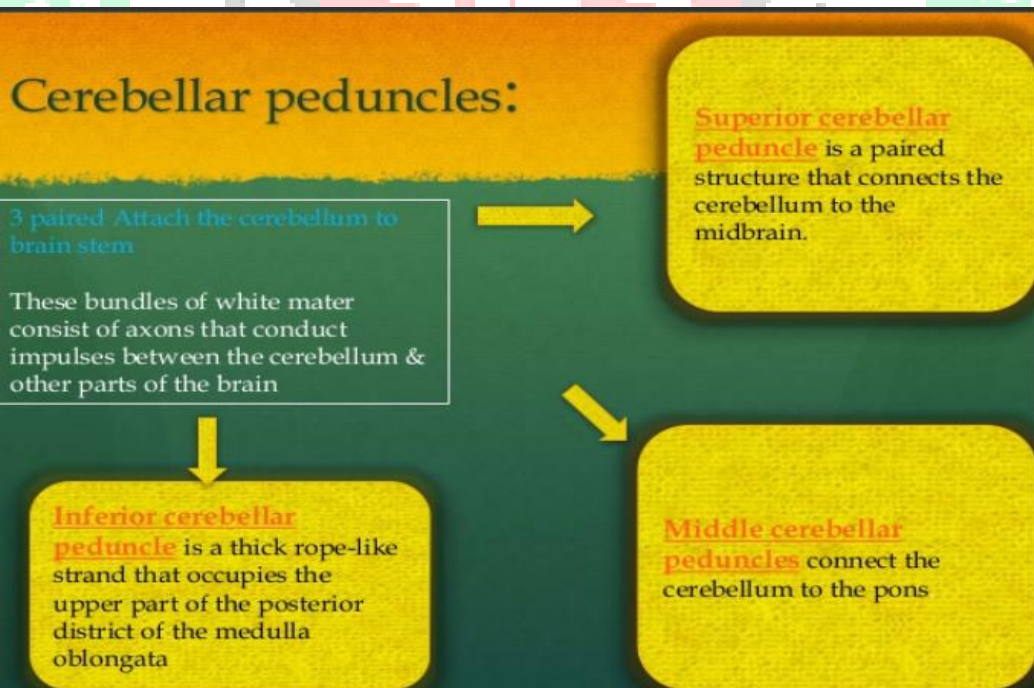 Cerebellar peduncles:
3 paired Attach the cerebellum to
brain stem
These bundles of white mater
consist of axons that conduct
impulses between the cerebellum &
other parts of the brain
Superior cerebellar
peduncle is a paired
structure that connects the
cerebellum to the
midbrain.
Inferior cerebellar
peduncle is a thick rope-like
strand that occupies the
upper part of the posterior
district of the medulla
oblongata
Middle cerebellar
peduncles connect the
cerebellum to the pons